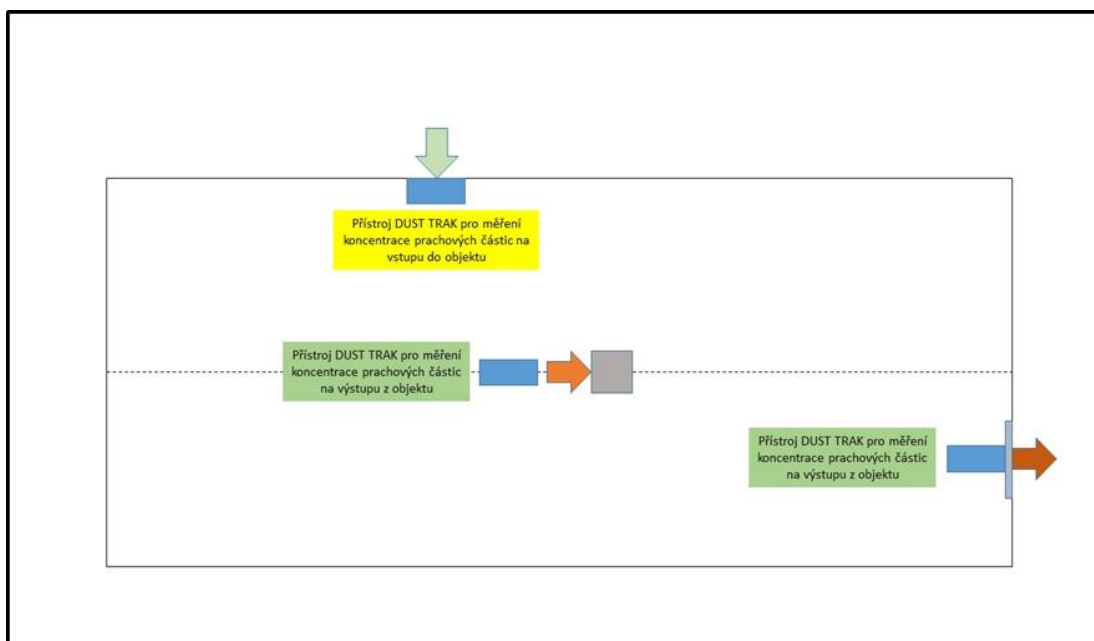 Přístroj DUST TRAK pro měření
koncentrace prachových částic na
vstupu do objektu
Přístroj DUST TRAK pro měření
koncentrace prachových částic
na výstupu z objektu
Přístroj DUST TRAK pro měření
koncentrace prachových částic
na výstupu z objektu